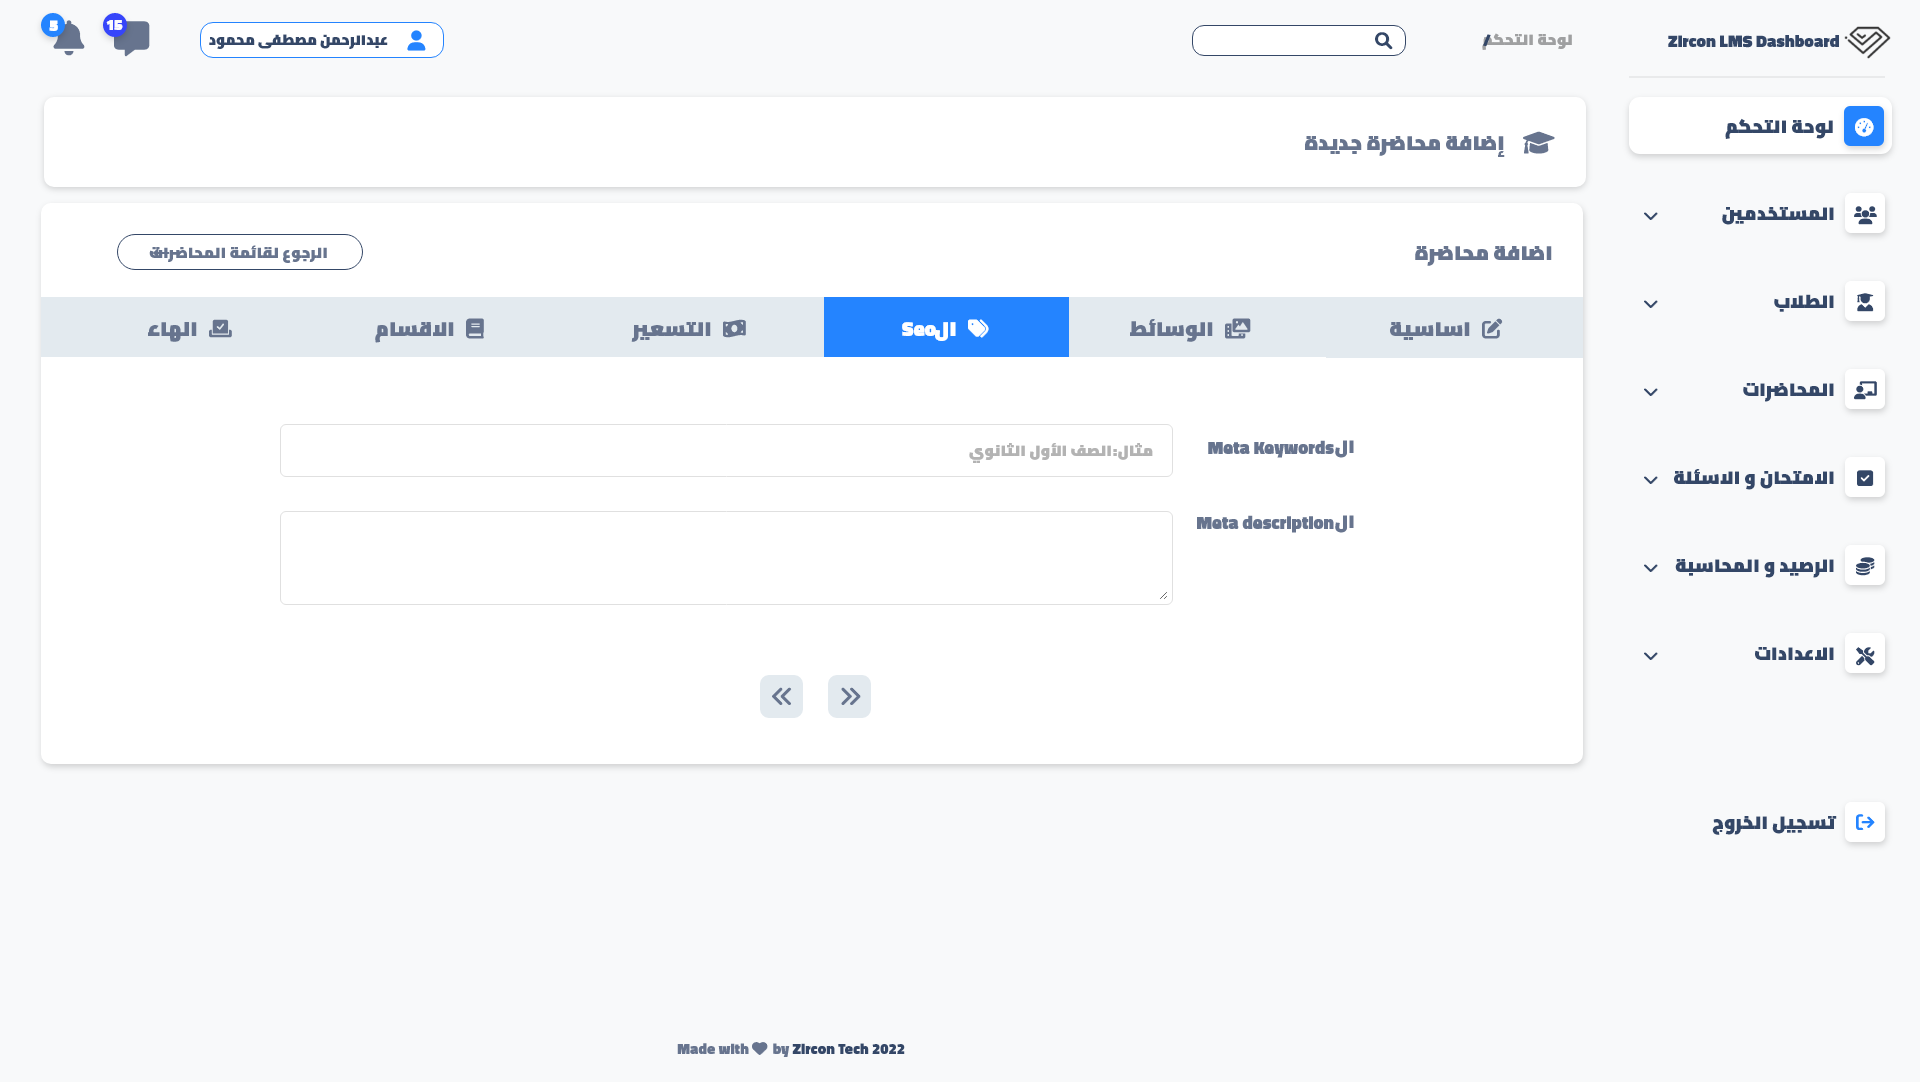 Zircon LMS Dashboard
لوحة التحكم /
عبدالرحمن مصطفى محمود
15
5
لوحة التحكم
المستخدمين
الطلاب
المحاضرات
الامتحان و الاسئلة
الرصيد و المحاسبة
الاعدادات
تسجيل الخروج
إضافة محاضرة جديدة
اضافة محاضرة
الرجوع لقائمة المحاضرات
اساسية
الوسائط
الSeo
التسعير
الاقسام
الهاء
الMeta Keywords
مثال:الصف الأول الثانوي
الMeta description
Made with by Zircon Tech 2022